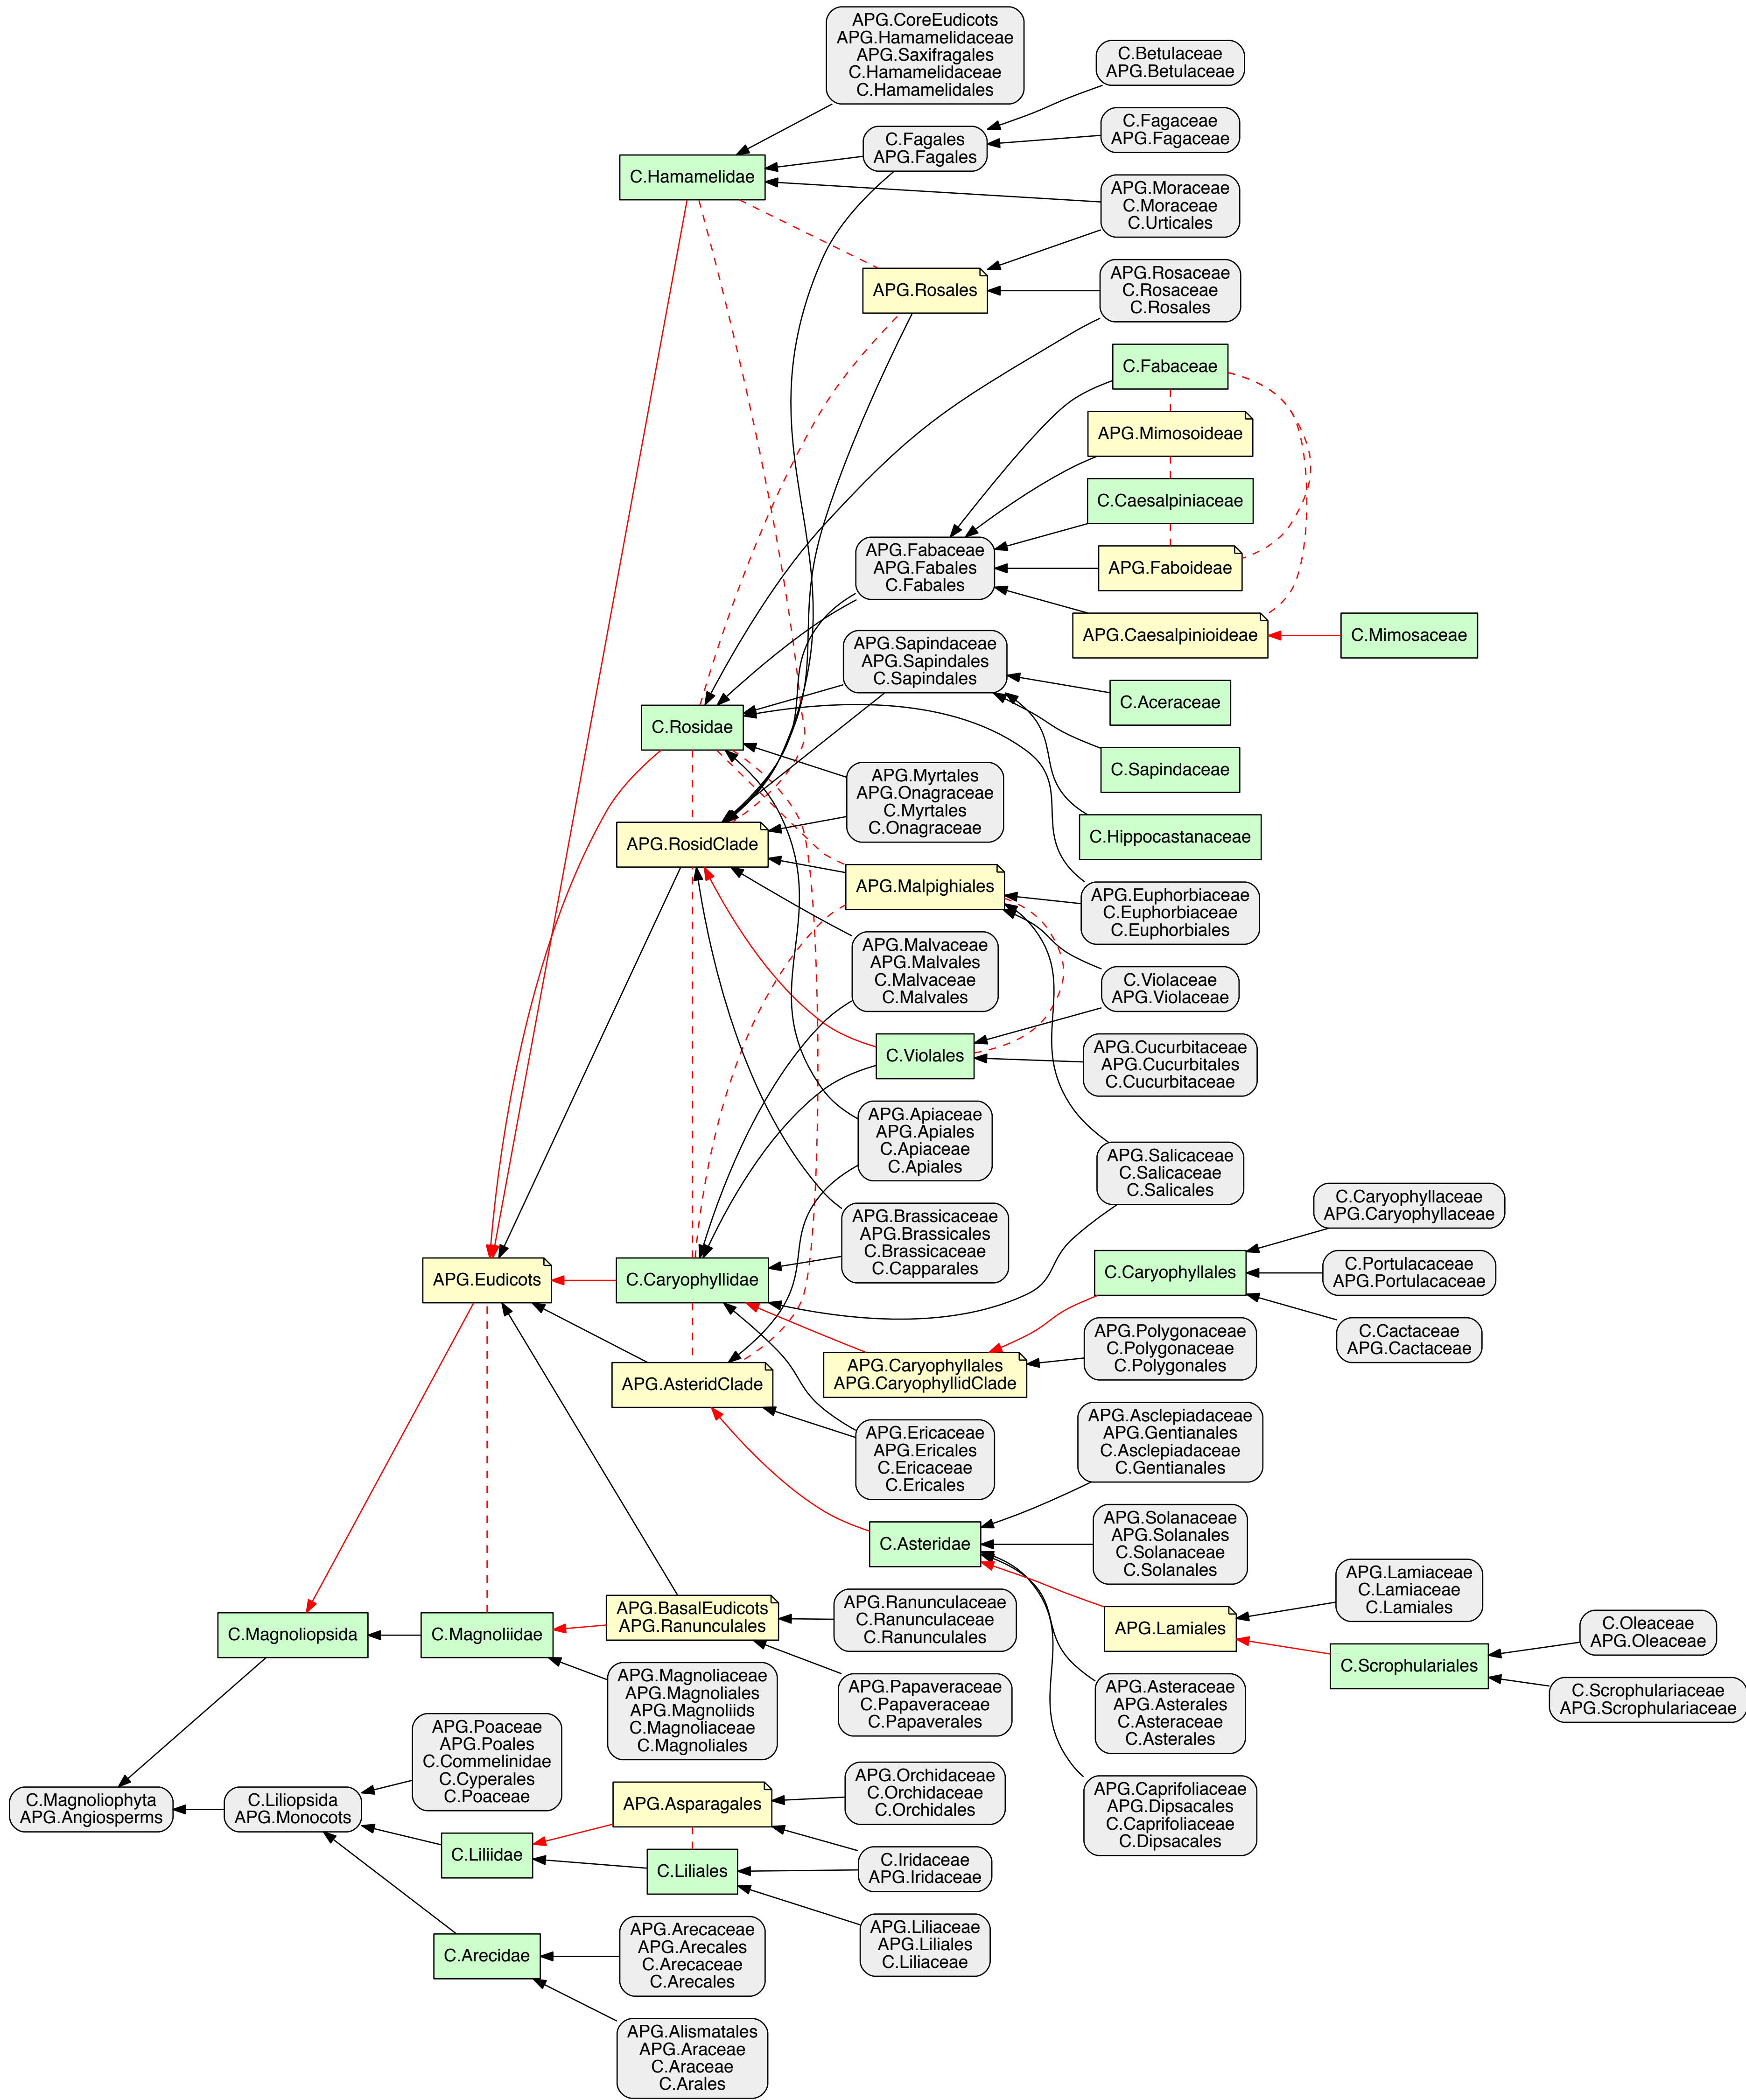 APG.CoreEudicots
APG.Hamamelidaceae
APG.Saxifragales
C.Hamamelidaceae
C.Hamamelidales
C.Betulaceae
APG.Betulaceae
C.Fagaceae
APG.Fagaceae
C.Fagales
APG.Fagales
C.Hamamelidae
APG.Moraceae
C.Moraceae
C.Urticales
APG.Rosales
APG.Rosaceae
C.Rosaceae
C.Rosales
C.Fabaceae
APG.Mimosoideae
C.Caesalpiniaceae
APG.Fabaceae
APG.Fabales
C.Fabales
APG.Faboideae
APG.Caesalpinioideae
C.Mimosaceae
APG.Sapindaceae
APG.Sapindales
C.Sapindales
C.Aceraceae
C.Rosidae
C.Sapindaceae
APG.Myrtales
APG.Onagraceae
C.Myrtales
C.Onagraceae
C.Hippocastanaceae
APG.RosidClade
APG.Malpighiales
APG.Euphorbiaceae
C.Euphorbiaceae
C.Euphorbiales
APG.Malvaceae
APG.Malvales
C.Malvaceae
C.Malvales
C.Violaceae
APG.Violaceae
C.Violales
APG.Cucurbitaceae
APG.Cucurbitales
C.Cucurbitaceae
APG.Apiaceae
APG.Apiales
C.Apiaceae
C.Apiales
APG.Salicaceae
C.Salicaceae
C.Salicales
C.Caryophyllaceae
APG.Caryophyllaceae
APG.Brassicaceae
APG.Brassicales
C.Brassicaceae
C.Capparales
APG.Eudicots
C.Caryophyllidae
C.Caryophyllales
C.Portulacaceae
APG.Portulacaceae
C.Cactaceae
APG.Cactaceae
APG.Polygonaceae
C.Polygonaceae
C.Polygonales
APG.Caryophyllales
APG.CaryophyllidClade
APG.AsteridClade
APG.Ericaceae
APG.Ericales
C.Ericaceae
C.Ericales
APG.Asclepiadaceae
APG.Gentianales
C.Asclepiadaceae
C.Gentianales
C.Asteridae
APG.Solanaceae
APG.Solanales
C.Solanaceae
C.Solanales
APG.Lamiaceae
C.Lamiaceae
C.Lamiales
C.Magnoliopsida
C.Magnoliidae
APG.BasalEudicots
APG.Ranunculales
APG.Ranunculaceae
C.Ranunculaceae
C.Ranunculales
APG.Lamiales
C.Oleaceae
APG.Oleaceae
C.Scrophulariales
C.Scrophulariaceae
APG.Scrophulariaceae
APG.Magnoliaceae
APG.Magnoliales
APG.Magnoliids
C.Magnoliaceae
C.Magnoliales
APG.Papaveraceae
C.Papaveraceae
C.Papaverales
APG.Asteraceae
APG.Asterales
C.Asteraceae
C.Asterales
APG.Poaceae
APG.Poales
C.Commelinidae
C.Cyperales
C.Poaceae
C.Magnoliophyta
APG.Angiosperms
C.Liliopsida
APG.Monocots
APG.Asparagales
APG.Orchidaceae
C.Orchidaceae
C.Orchidales
APG.Caprifoliaceae
APG.Dipsacales
C.Caprifoliaceae
C.Dipsacales
C.Liliidae
C.Liliales
C.Iridaceae
APG.Iridaceae
APG.Liliaceae
APG.Liliales
C.Liliaceae
C.Arecidae
APG.Arecaceae
APG.Arecales
C.Arecaceae
C.Arecales
APG.Alismatales
APG.Araceae
C.Araceae
C.Arales